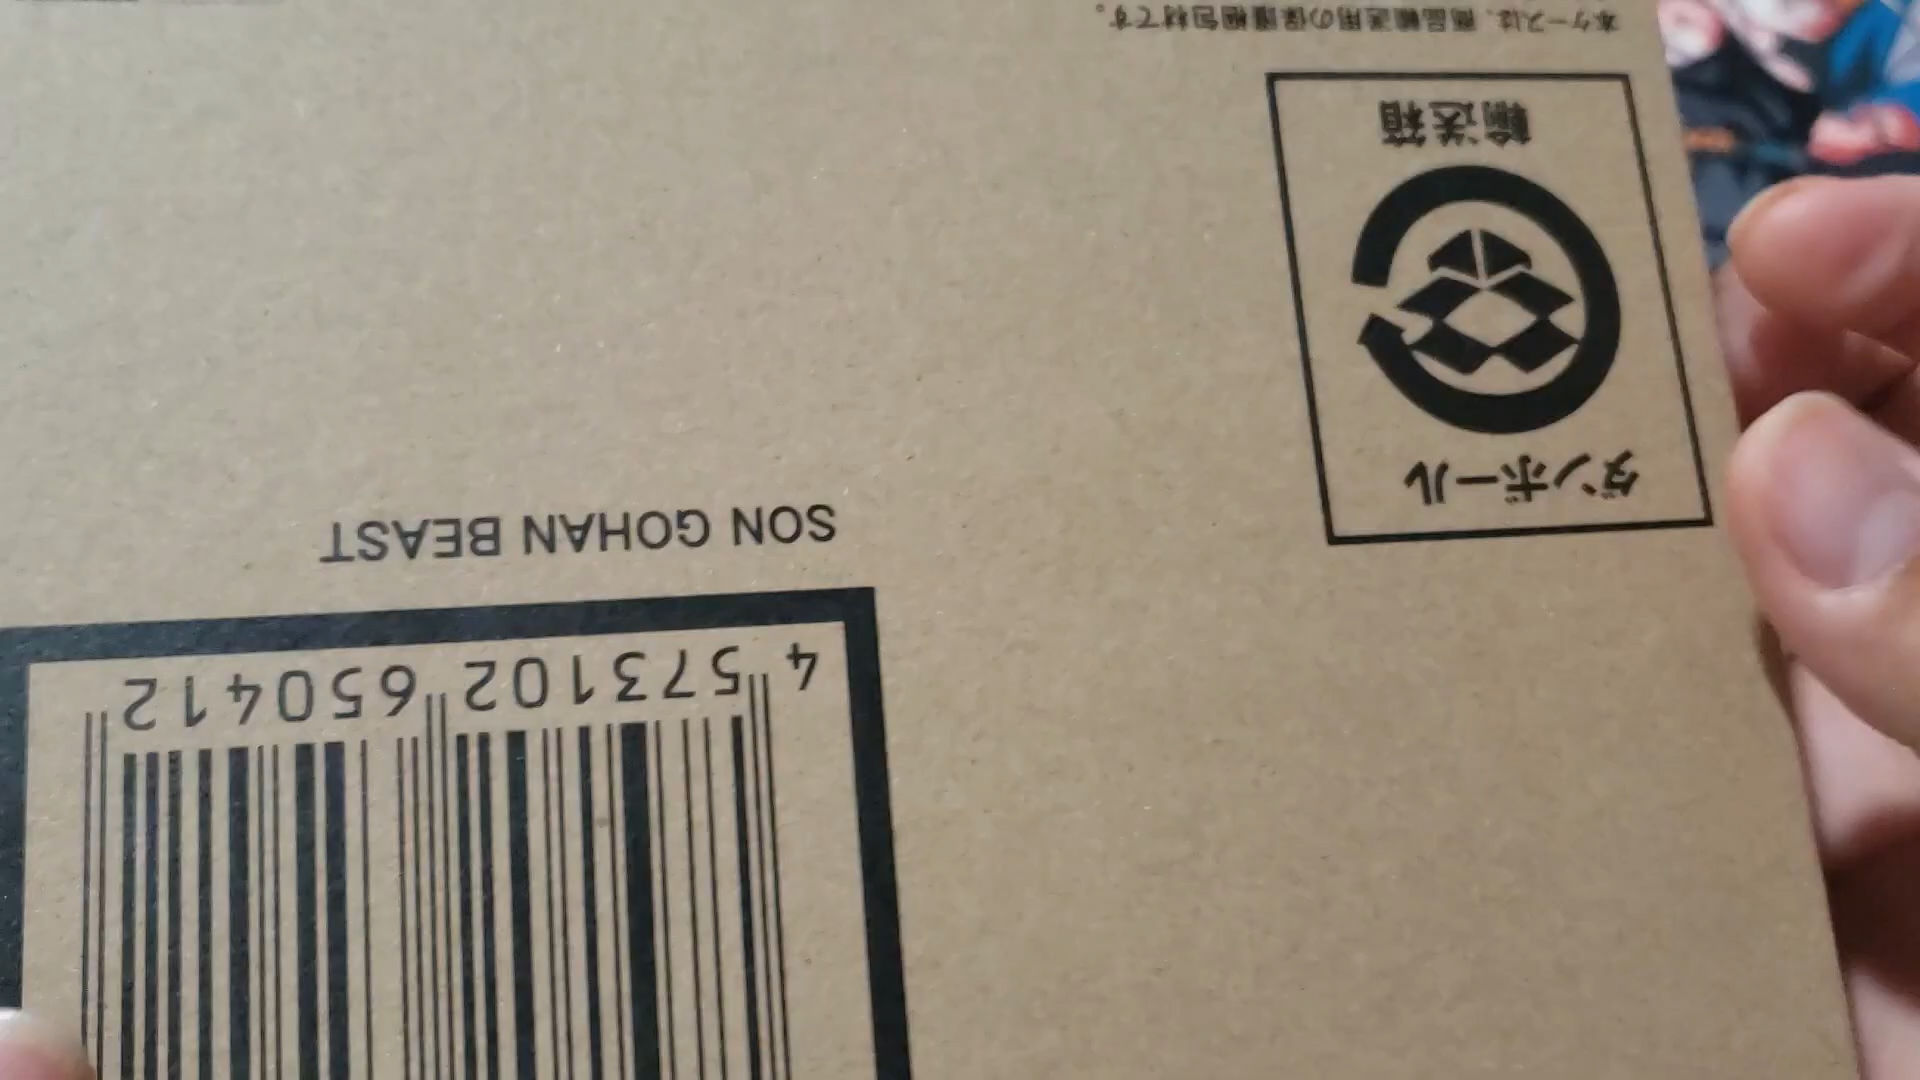 4 573102 650412
SON GOHAN BEAST
ダンボール
輸送箱
本ケースは、商品輸送用の保護梱包材です。